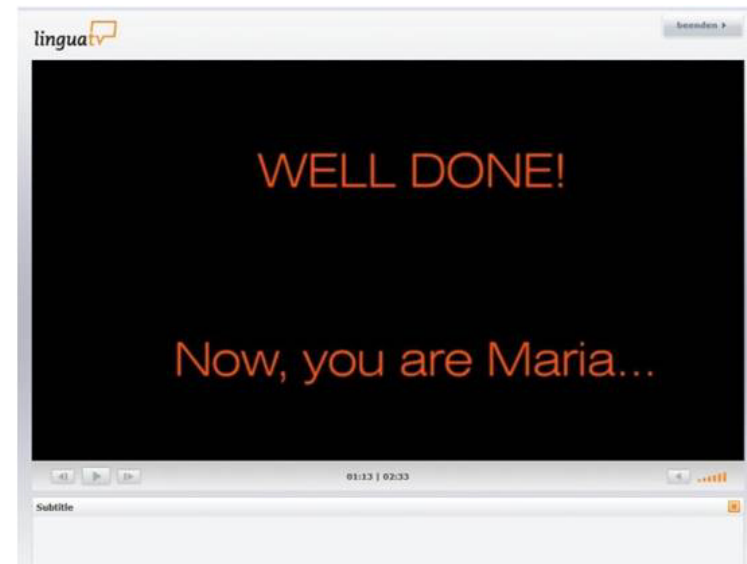 linguatv
beenden
WELL DONE!
Now, you are Maria...
01:13 | 02:33
Subtitle